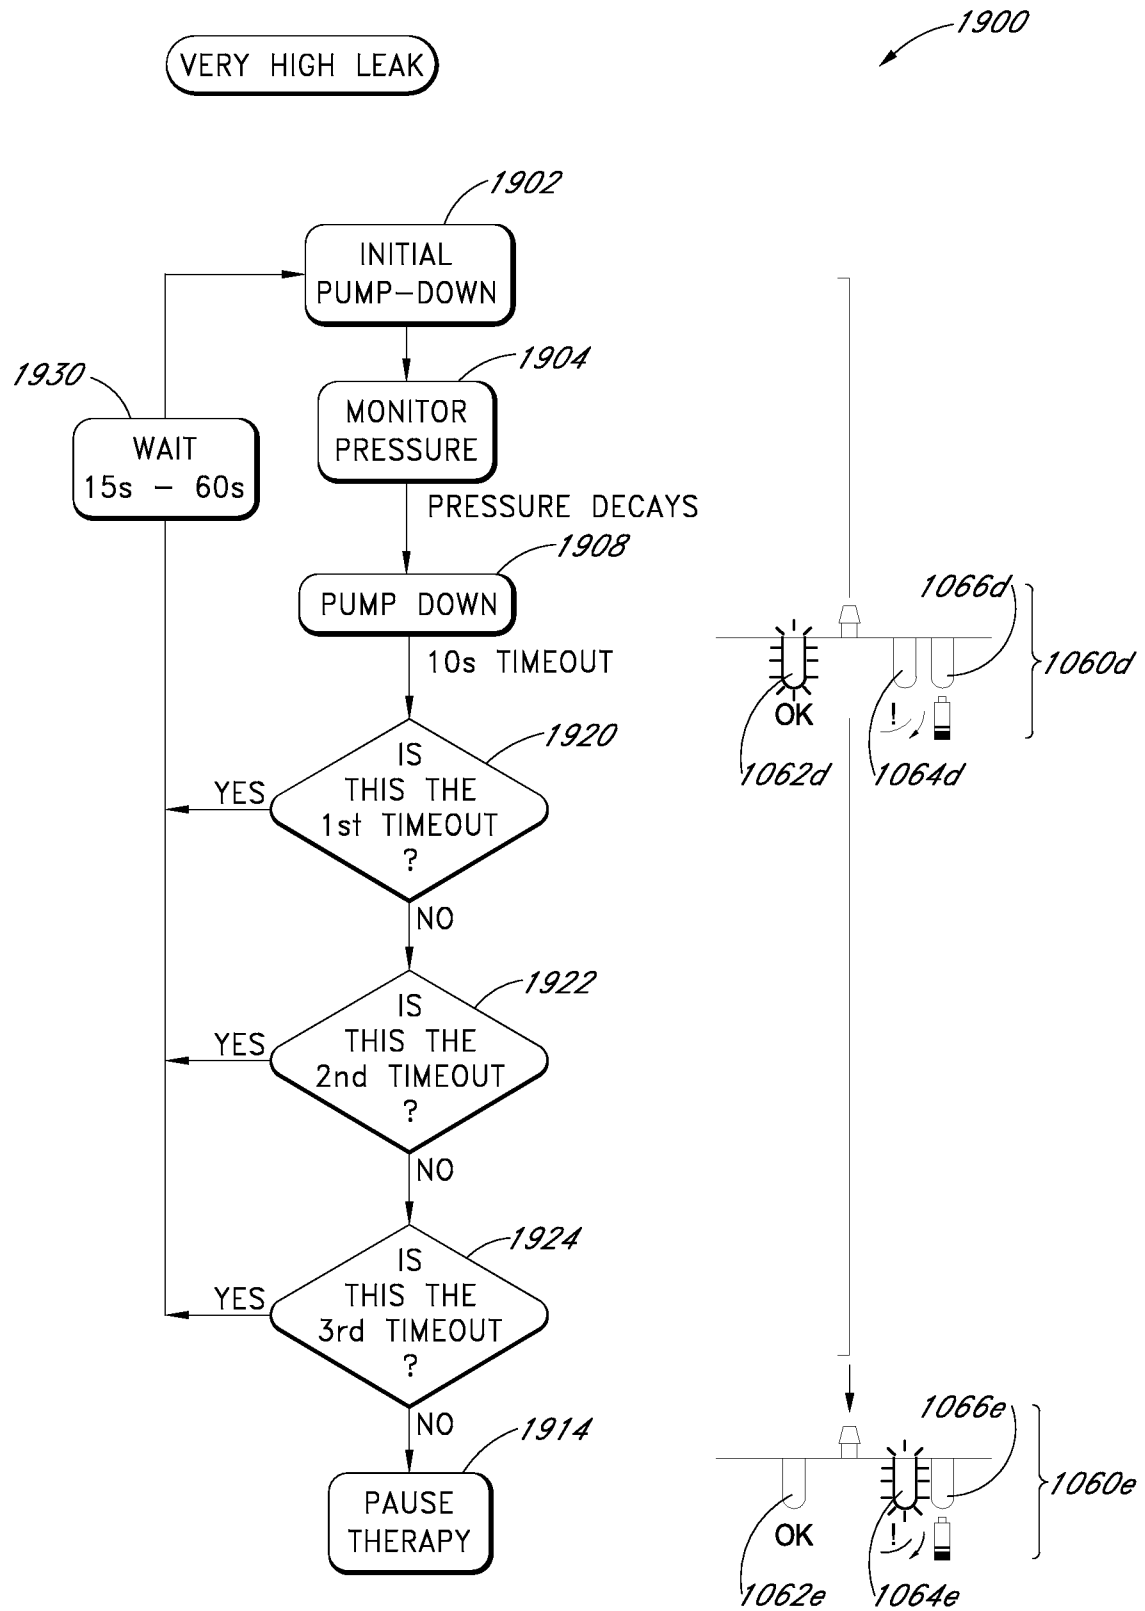 1900
VERY HIGH LEAK
1902
INITIAL
PUMP-DOWN
1904
1930
MONITOR
PRESSURE
WAIT
15s - 60s
PRESSURE DECAYS
1908
PUMP DOWN
10s TIMEOUT
1066d
1060d
OK
!
1062d
1064d
1920
IS
THIS THE
1st TIMEOUT
?
YES
NO
1922
IS
THIS THE
2nd TIMEOUT
?
YES
NO
1924
IS
THIS THE
3rd TIMEOUT
?
YES
NO
1914
PAUSE
THERAPY
1066e
1060e
OK
!
1062e
1064e